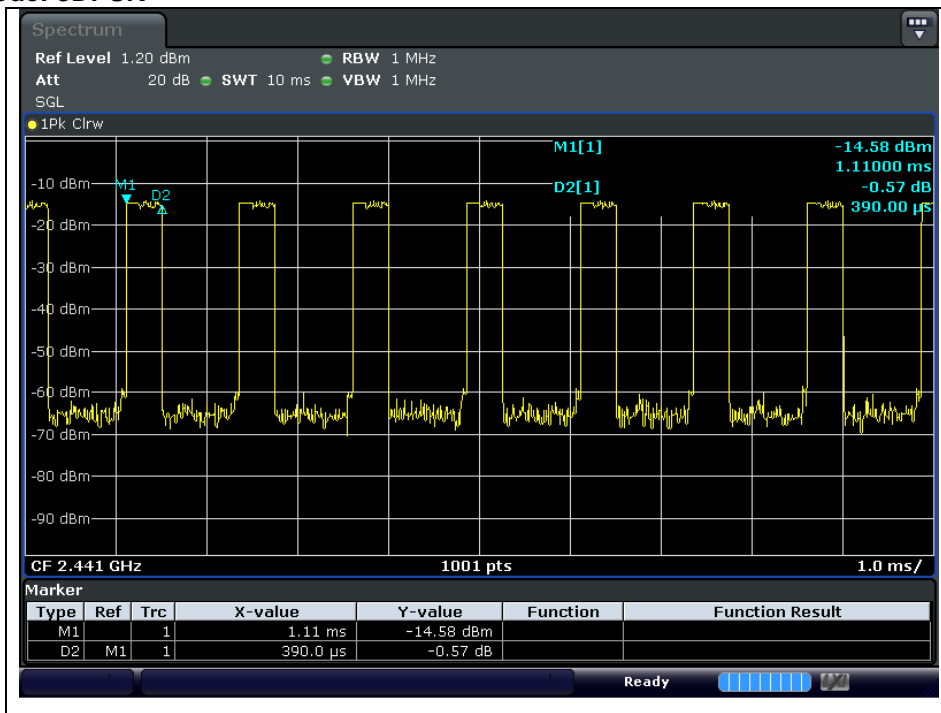 Spectrum
Ref Level 1.20 dBm RBW 1 MHz
Att 20 dB SWT 10 ms VBW 1 MHz
SGL
1Pk Clrw
M1[1] -14.58 dBm
1.11000 ms
D2[1] -0.57 dB
390.00 µs
M1
D2
-10 dBm
-20 dBm
-30 dBm
-40 dBm
-50 dBm
-60 dBm
-70 dBm
-80 dBm
-90 dBm
CF 2.441 GHz 1001 pts 1.0 ms/
Marker
Type Ref Trc X-value Y-value Function Function Result
M1 1 1.11 ms -14.58 dBm
D2 M1 1 390.0 µs -0.57 dB
Ready